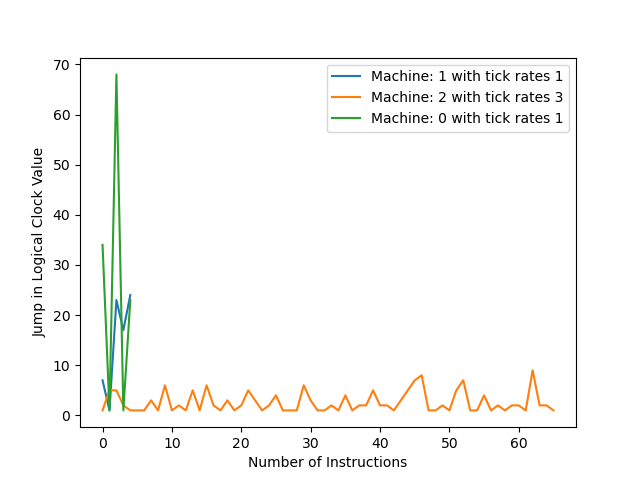 70
60
50
40
30
20
10
0
Jump in Logical Clock Value
Machine: 1 with tick rates 1
Machine: 2 with tick rates 3
Machine: 0 with tick rates 1
0 10 20 30 40 50 60
Number of Instructions